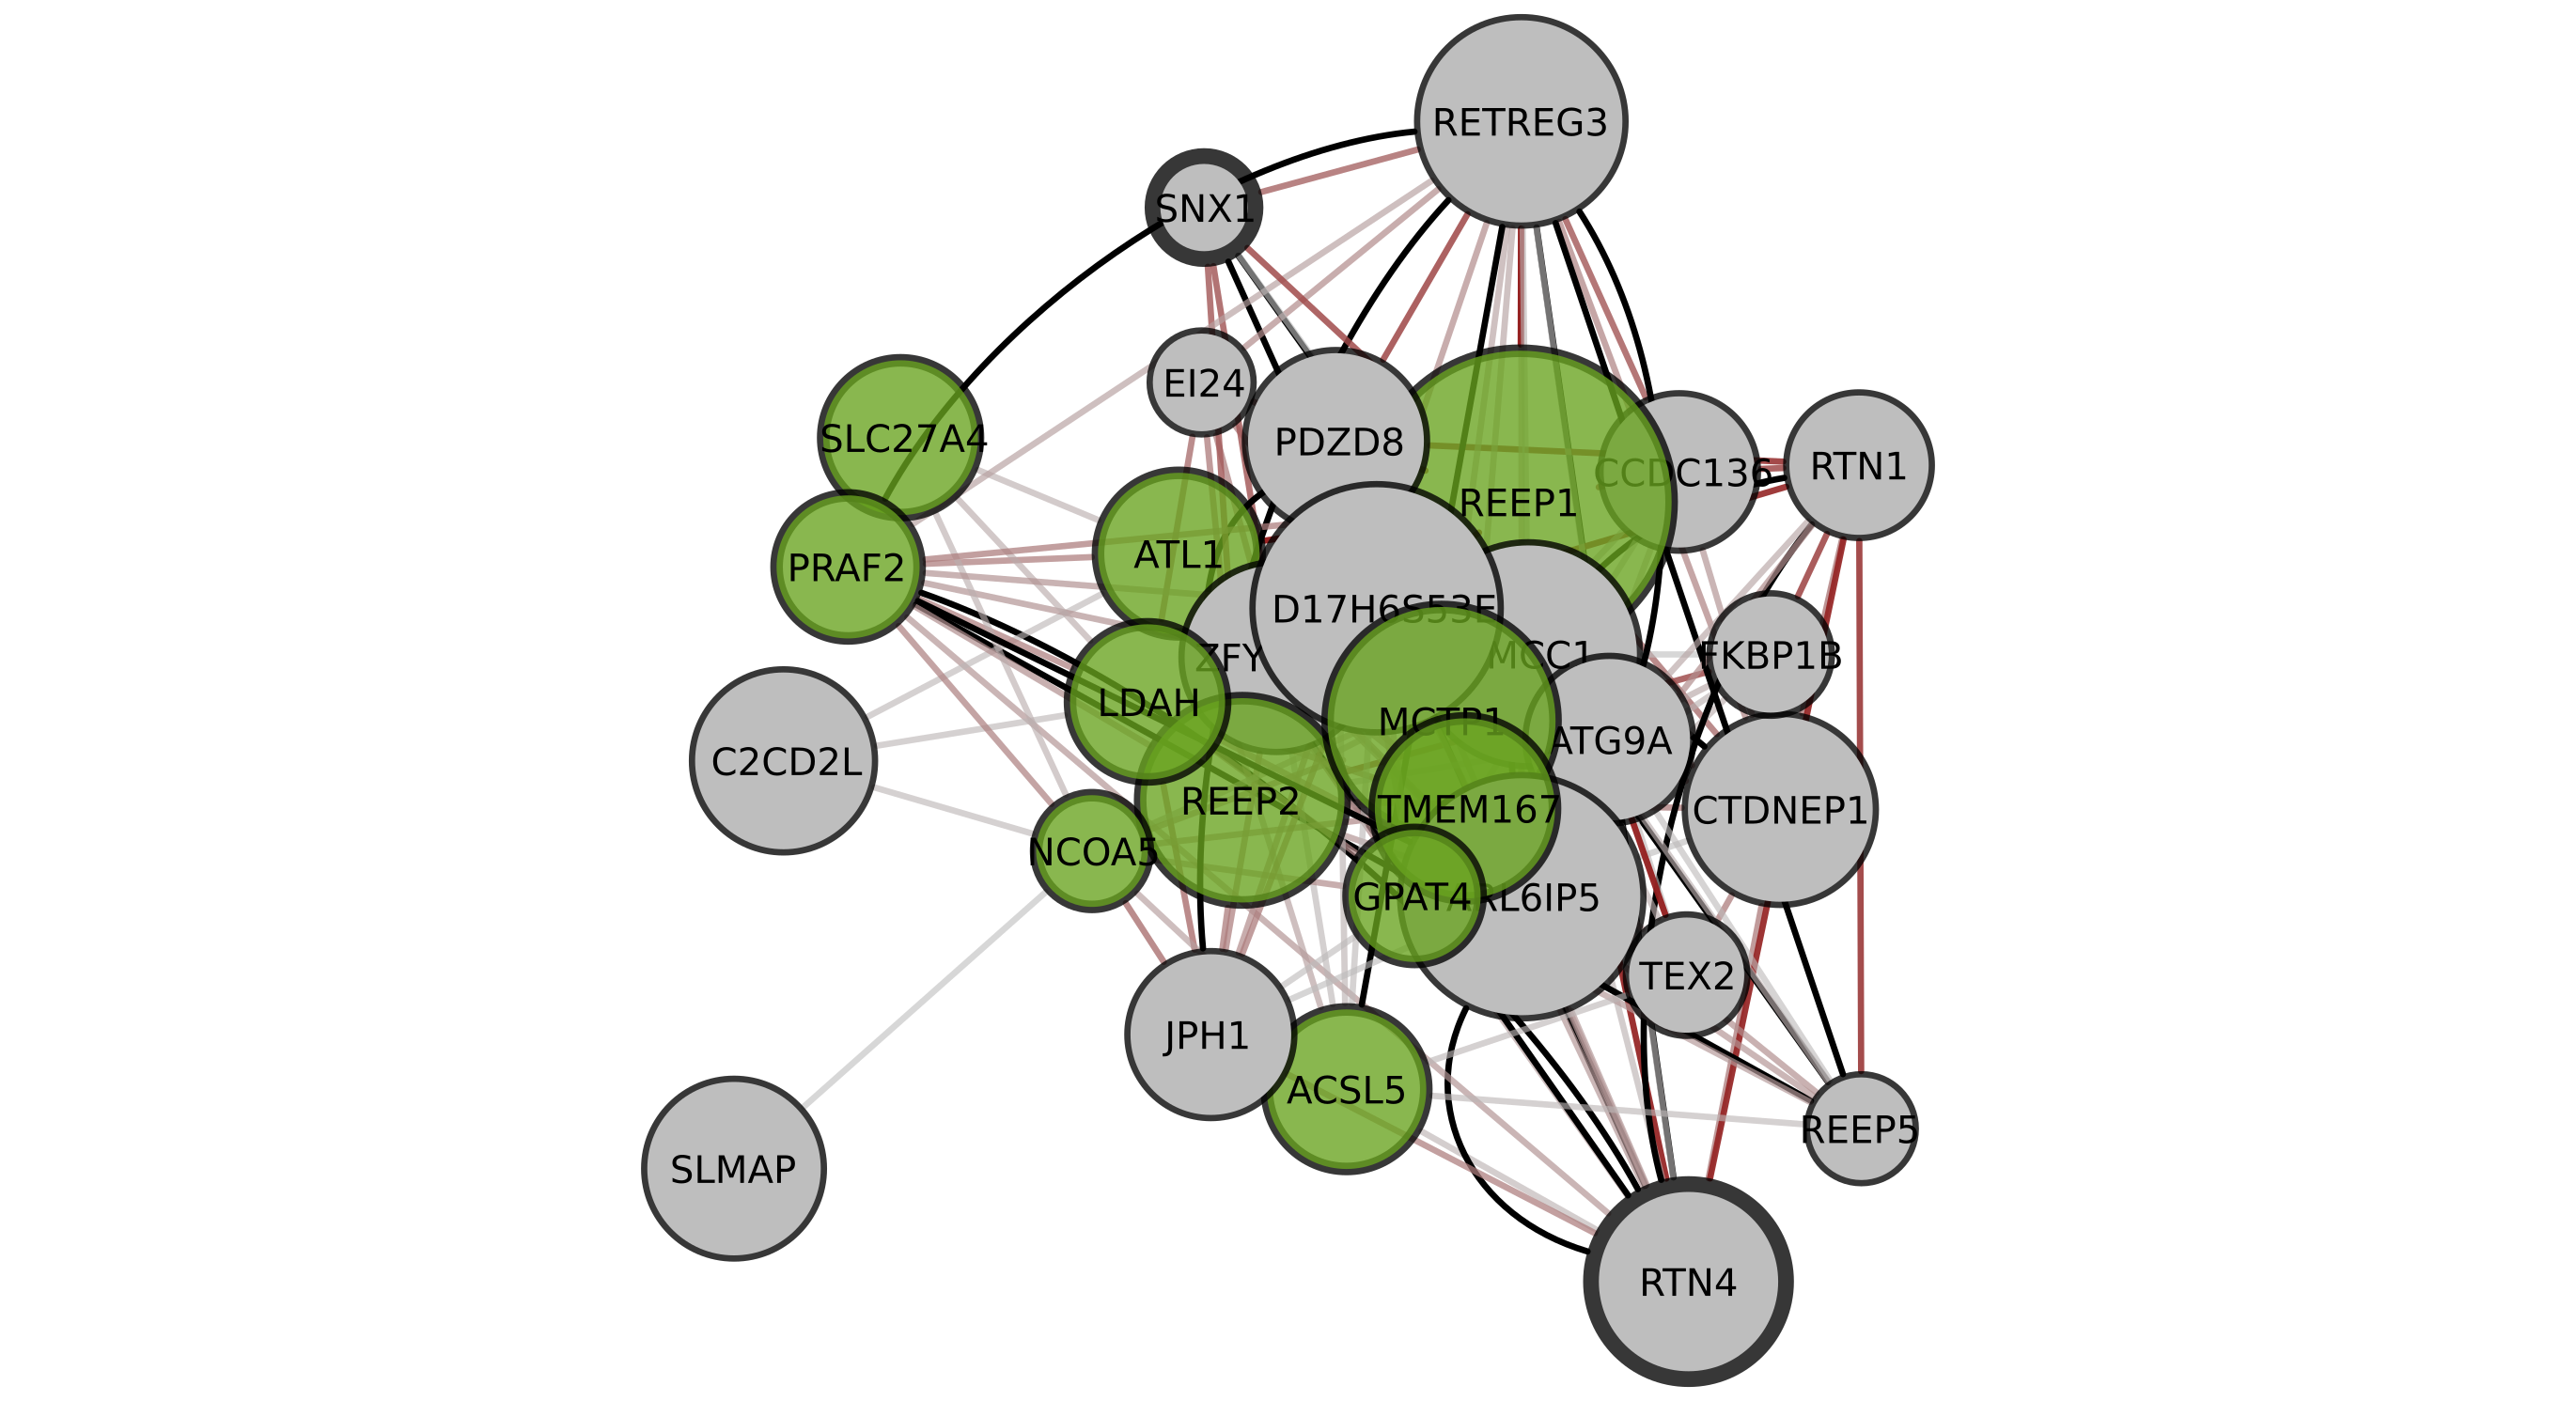 RETREG3
SNX1
EI24
SLC27A4
PDZD8
CCDC136
RTN1
REEP1
ATL1
PRAF2
D17H6S53E
ZFY
MCC1
FKBP1B
LDAH
MCTP1
ATG9A
C2CD2L
REEP2
TMEM167
CTDNEP1
NCOA5
GPAT4
RL6IP5
TEX2
JPH1
ACSL5
REEP5
SLMAP
RTN4